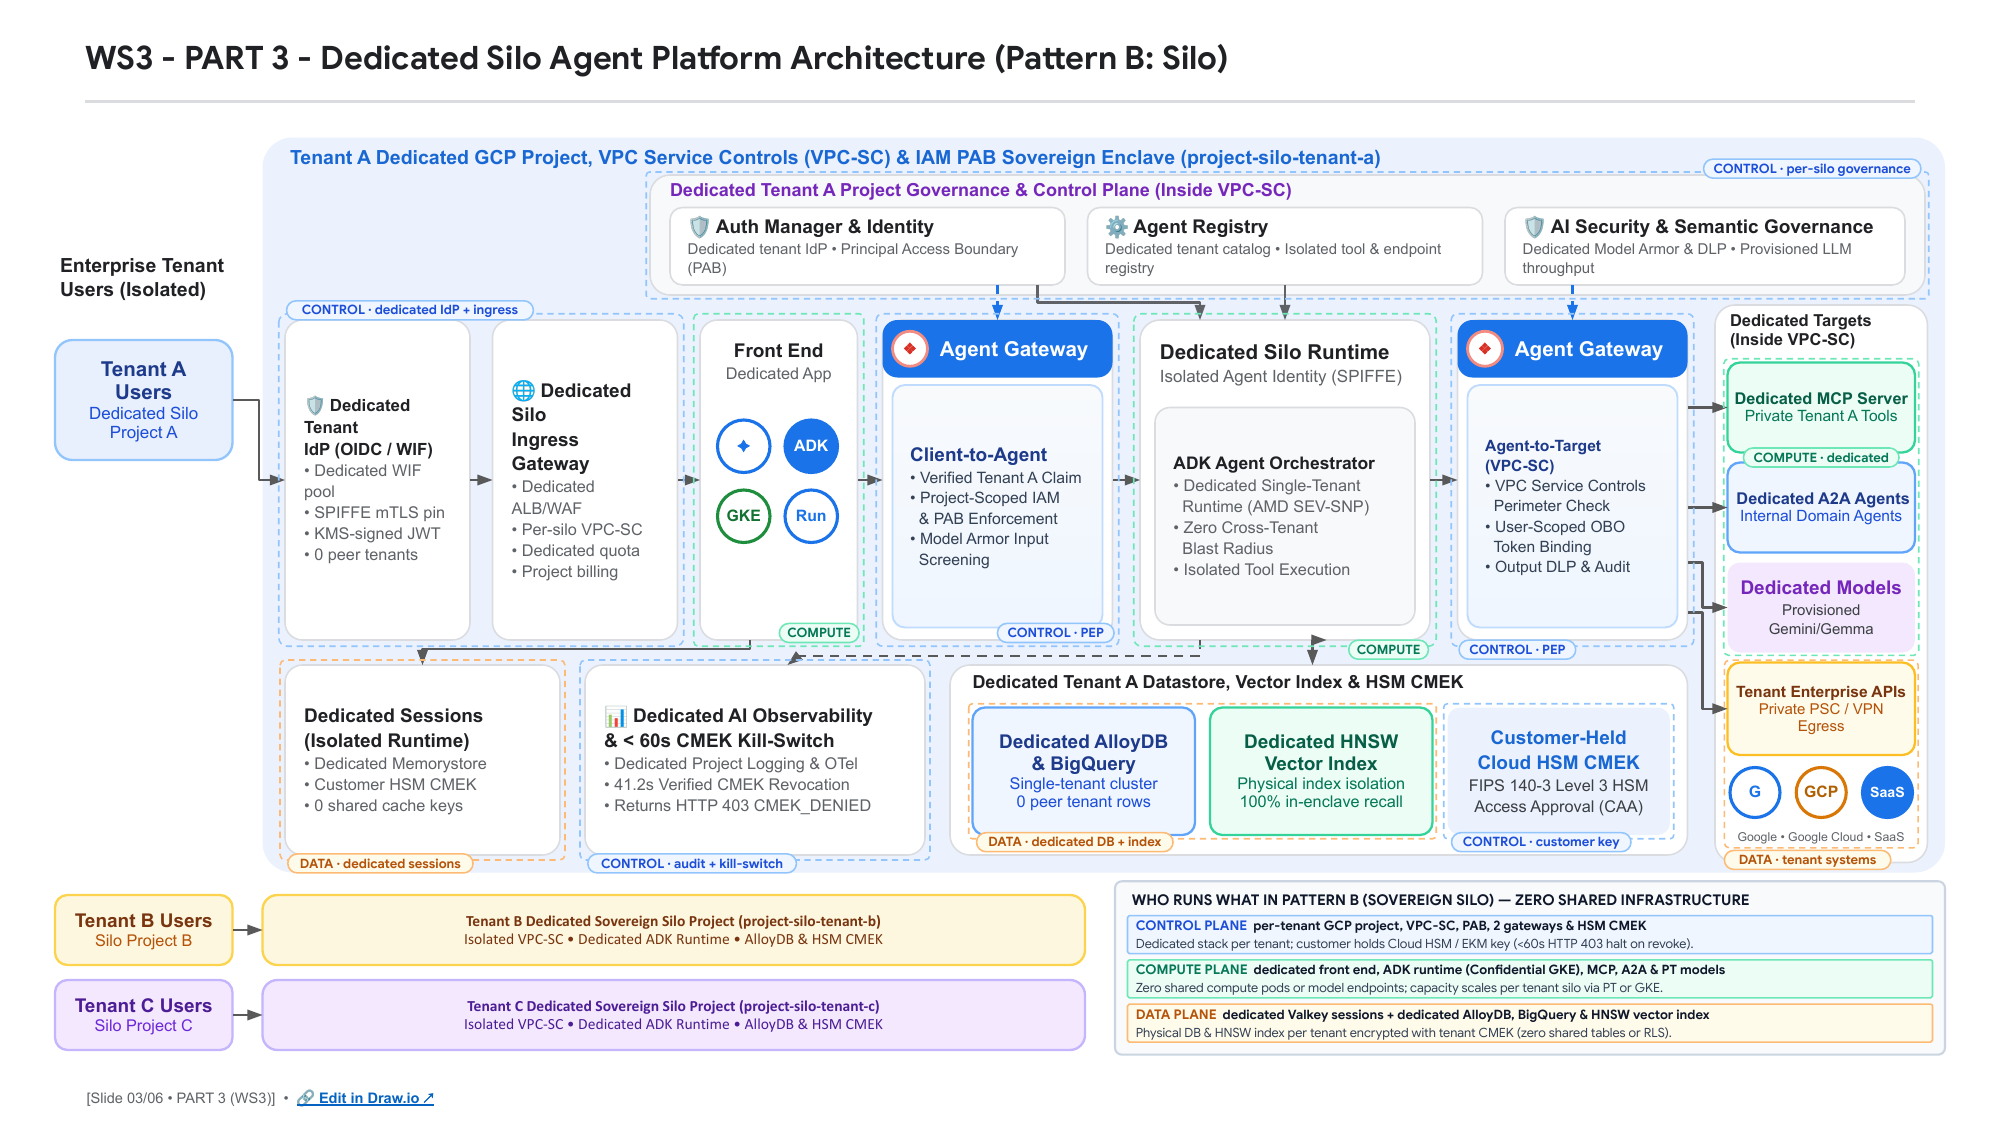 WS3 - PART 3 - Dedicated Silo Agent Platform Architecture (Pattern B: Silo)
Tenant A Dedicated GCP Project, VPC Service Controls (VPC-SC) & IAM PAB Sovereign Enclave (project-silo-tenant-a)
CONTROL · per-silo governance
Dedicated Tenant A Project Governance & Control Plane (Inside VPC-SC)
Auth Manager & Identity
Dedicated tenant IdP • Principal Access Boundary
(PAB)
Agent Registry
Dedicated tenant catalog • Isolated tool & endpoint
registry
AI Security & Semantic Governance
Dedicated Model Armor & DLP • Provisioned LLM
throughput
Enterprise Tenant
Users (Isolated)
Tenant A
Users
Dedicated Silo
Project A
CONTROL · dedicated IdP + ingress
Dedicated
Tenant
IdP (OIDC / WIF)
• Dedicated WIF
pool
• SPIFFE mTLS pin
• KMS-signed JWT
• 0 peer tenants
Dedicated
Silo
Ingress
Gateway
• Dedicated
ALB/WAF
• Per-silo VPC-SC
• Dedicated quota
• Project billing
Front End
Dedicated App
ADK
GKE
Run
COMPUTE
Agent Gateway
Client-to-Agent
• Verified Tenant A Claim
• Project-Scoped IAM
& PAB Enforcement
• Model Armor Input
Screening
CONTROL · PEP
Dedicated Silo Runtime
Isolated Agent Identity (SPIFFE)
ADK Agent Orchestrator
• Dedicated Single-Tenant
Runtime (AMD SEV-SNP)
• Zero Cross-Tenant
Blast Radius
• Isolated Tool Execution
COMPUTE
Agent Gateway
Agent-to-Target
(VPC-SC)
• VPC Service Controls
Perimeter Check
• User-Scoped OBO
Token Binding
• Output DLP & Audit
CONTROL · PEP
Dedicated Targets
(Inside VPC-SC)
Dedicated MCP Server
Private Tenant A Tools
COMPUTE · dedicated
Dedicated A2A Agents
Internal Domain Agents
Dedicated Models
Provisioned
Gemini/Gemma
Tenant Enterprise APIs
Private PSC / VPN
Egress
G
GCP
SaaS
Google • Google Cloud • SaaS
DATA · tenant systems
Dedicated Sessions
(Isolated Runtime)
• Dedicated Memorystore
• Customer HSM CMEK
• 0 shared cache keys
DATA · dedicated sessions
Dedicated AI Observability
& < 60s CMEK Kill-Switch
• Dedicated Project Logging & OTel
• 41.2s Verified CMEK Revocation
• Returns HTTP 403 CMEK_DENIED
CONTROL · audit + kill-switch
Dedicated Tenant A Datastore, Vector Index & HSM CMEK
Dedicated AlloyDB
& BigQuery
Single-tenant cluster
0 peer tenant rows
Dedicated HNSW
Vector Index
Physical index isolation
100% in-enclave recall
DATA · dedicated DB + index
Customer-Held
Cloud HSM CMEK
FIPS 140-3 Level 3 HSM
Access Approval (CAA)
CONTROL · customer key
Tenant B Users
Silo Project B
Tenant B Dedicated Sovereign Silo Project (project-silo-tenant-b)
Isolated VPC-SC • Dedicated ADK Runtime • AlloyDB & HSM CMEK
Tenant C Users
Silo Project C
Tenant C Dedicated Sovereign Silo Project (project-silo-tenant-c)
Isolated VPC-SC • Dedicated ADK Runtime • AlloyDB & HSM CMEK
WHO RUNS WHAT IN PATTERN B (SOVEREIGN SILO) — ZERO SHARED INFRASTRUCTURE
CONTROL PLANE per-tenant GCP project, VPC-SC, PAB, 2 gateways & HSM CMEK
Dedicated stack per tenant; customer holds Cloud HSM / EKM key (<60s HTTP 403 halt on revoke).
COMPUTE PLANE dedicated front end, ADK runtime (Confidential GKE), MCP, A2A & PT models
Zero shared compute pods or model endpoints; capacity scales per tenant silo via PT or GKE.
DATA PLANE dedicated Valkey sessions + dedicated AlloyDB, BigQuery & HNSW vector index
Physical DB & HNSW index per tenant encrypted with tenant CMEK (zero shared tables or RLS).
[Slide 03/06 • PART 3 (WS3)] • Edit in Draw.io ↗